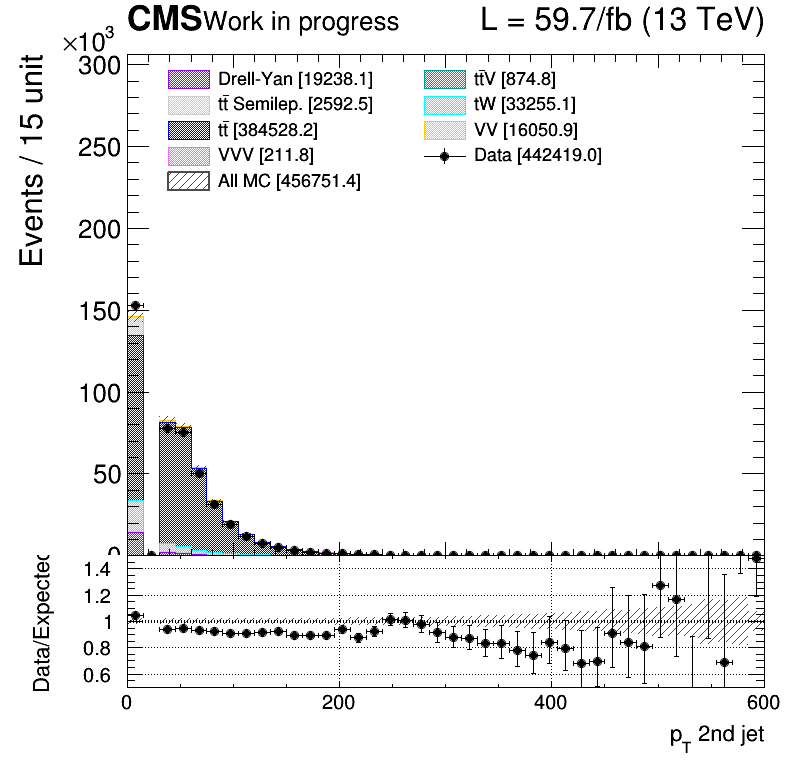 CMS Work in progress L = 59.7/fb (13 TeV)
×10³
Events / 15 unit
300
250
200
150
100
50
0
Drell-Yan [19238.1]
tt̄ Semilep. [2592.5]
tt̄ [384528.2]
VVV [211.8]
All MC [456751.4]
tt̄V [874.8]
tW [33255.1]
VV [16050.9]
Data [442419.0]
Data/Expected
1.4
1.2
1
0.8
0.6
0 200 400 600
p_T 2nd jet